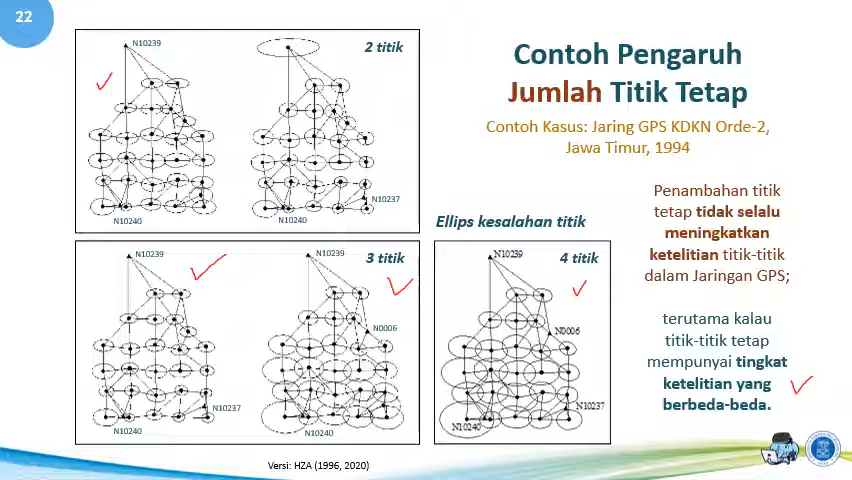 22
Contoh Pengaruh
Jumlah Titik Tetap
Contoh Kasus: Jaring GPS KDKN Orde-2,
Jawa Timur, 1994
N10239
2 titik
N10240
N10237
N10240
Ellips kesalahan titik
N10239
3 titik
N10239
N0006
N10237
N10240
N10240
N10239
4 titik
N0006
N10237
N10240
Penambahan titik
tetap tidak selalu
meningkatkan
ketelitian titik-titik
dalam Jaringan GPS;
terutama kalau
titik-titik tetap
mempunyai tingkat
ketelitian yang
berbeda-beda.
Versi: HZA (1996, 2020)